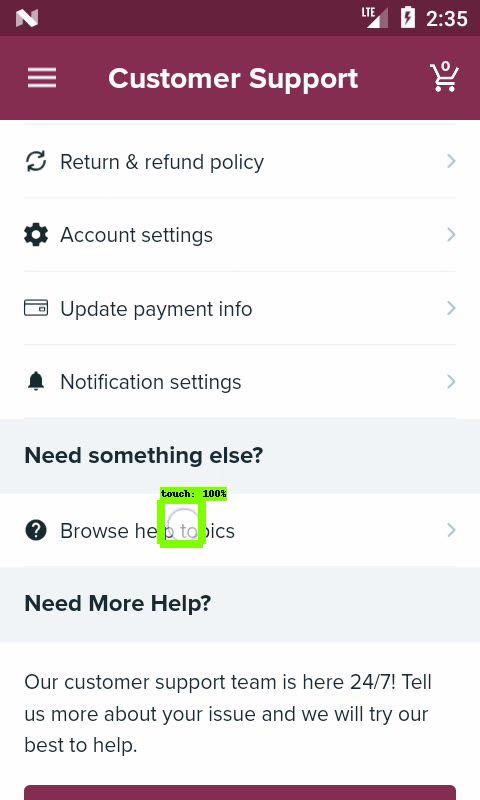 LTE 2:35
Customer Support 0
Return & refund policy
Account settings
Update payment info
Notification settings
Need something else?
touch: 100%
Browse help topics
Need More Help?
Our customer support team is here 24/7! Tell
us more about your issue and we will try our
best to help.